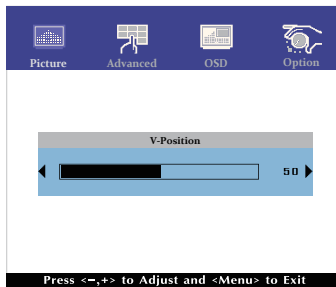 Picture Advanced OSD Option
V-Position
50
Press <−,+> to Adjust and <Menu> to Exit